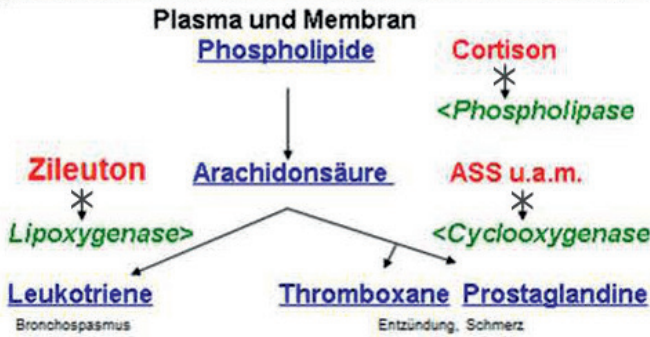 Plasma und Membran
Phospholipide
Cortison
<Phospholipase
Zileuton
Arachidonsäure
ASS u.a.m.
Lipoxygenase>
<Cyclooxygenase
Leukotriene
Thromboxane
Prostaglandine
Bronchospasmus
Entzündung, Schmerz